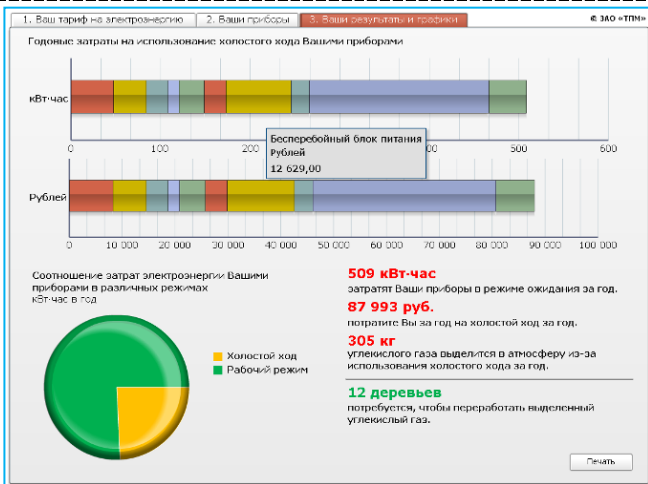 1. Ваш тариф на электроэнергию
2. Ваши приборы
3. Ваши результаты и графики
© ЗАО «ТПМ»
Годовые затраты на использование холостого хода Вашими приборами
кВт·час
0 100 200 500 600
Бесперебойный блок питания
Рублей
12 629,00
Рублей
0 10 000 20 000 30 000 40 000 50 000 60 000 70 000 80 000 90 000 100 000
Соотношение затрат электроэнергии Вашими
приборами в различных режимах
кВт·час в год
Холостой ход
Рабочий режим
509 кВт·час
затратят Ваши приборы в режиме ожидания за год.
87 993 руб.
потратите Вы за год на холостой ход за год.
305 кг
углекислого газа выделится в атмосферу из-за
использования холостого хода за год.
12 деревьев
потребуется, чтобы переработать выделенный
углекислый газ.
Печать